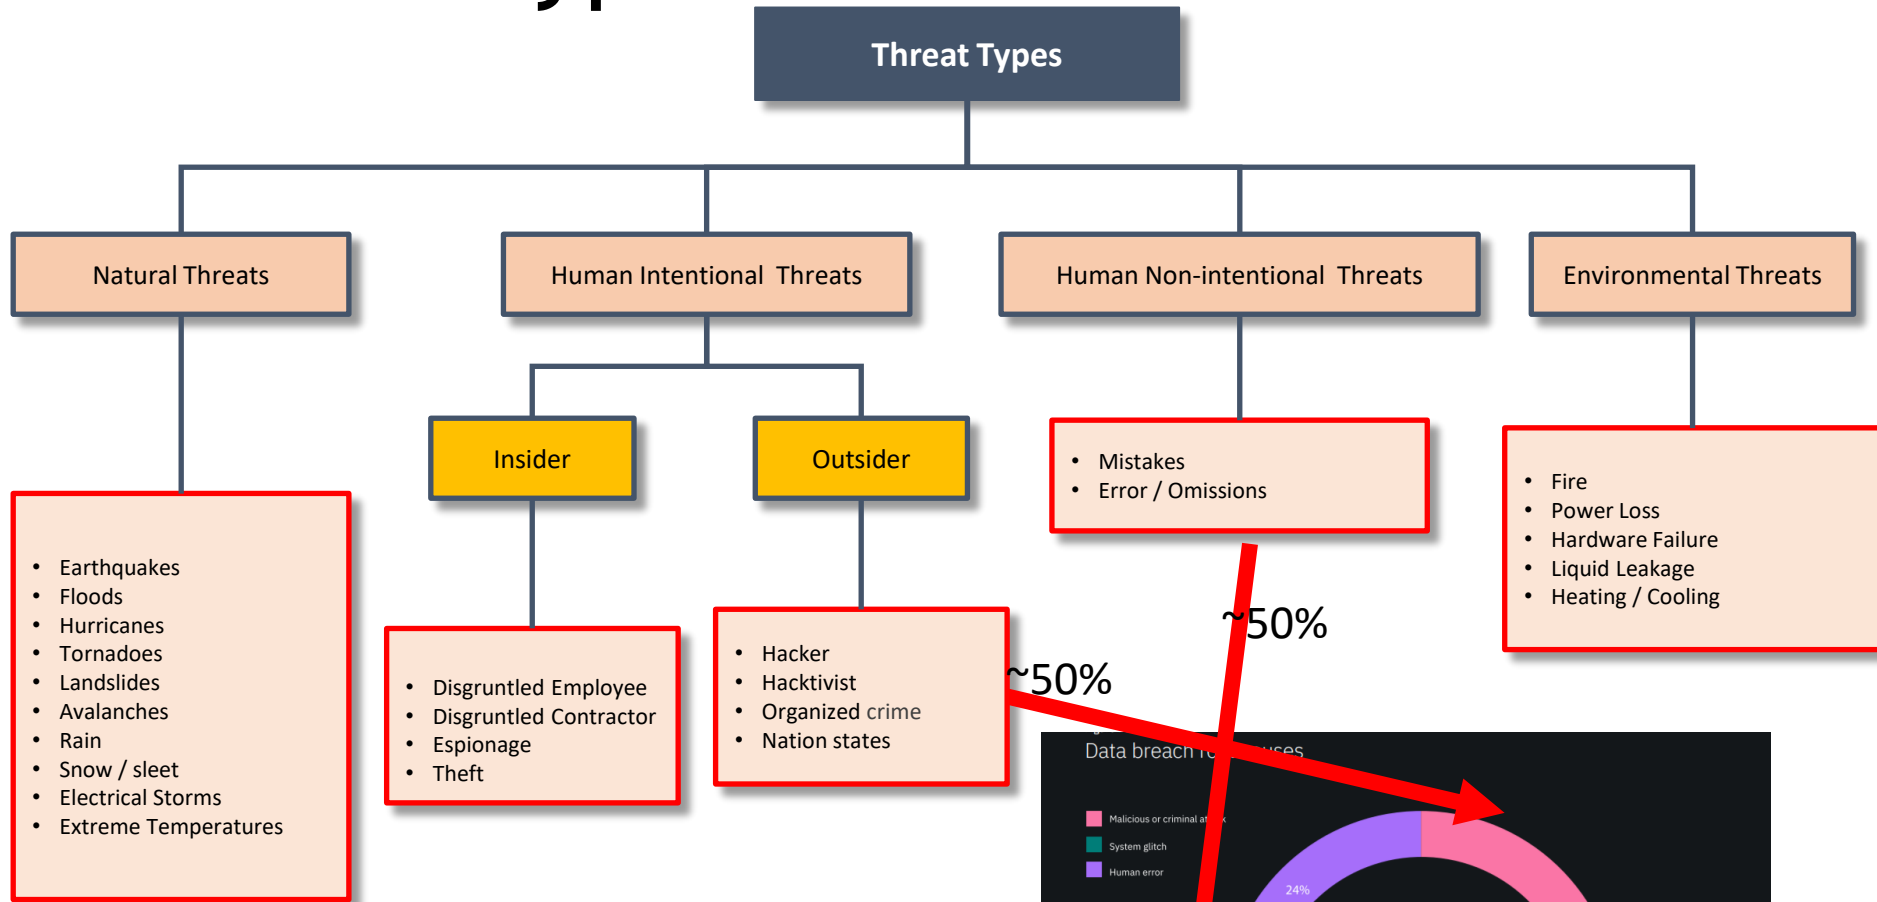 Threat Types
Natural Threats
Human Intentional Threats
Human Non-intentional Threats
Environmental Threats
Insider
Outsider
• Mistakes
• Error / Omissions
• Fire
• Power Loss
• Hardware Failure
• Liquid Leakage
• Heating / Cooling
• Earthquakes
• Floods
• Hurricanes
• Tornadoes
• Landslides
• Avalanches
• Rain
• Snow / sleet
• Electrical Storms
• Extreme Temperatures
• Disgruntled Employee
• Disgruntled Contractor
• Espionage
• Theft
• Hacker
• Hacktivist
• Organized crime
• Nation states
~50%
~50%
Data breach
Malicious or criminal
System glitch
Human error
24%